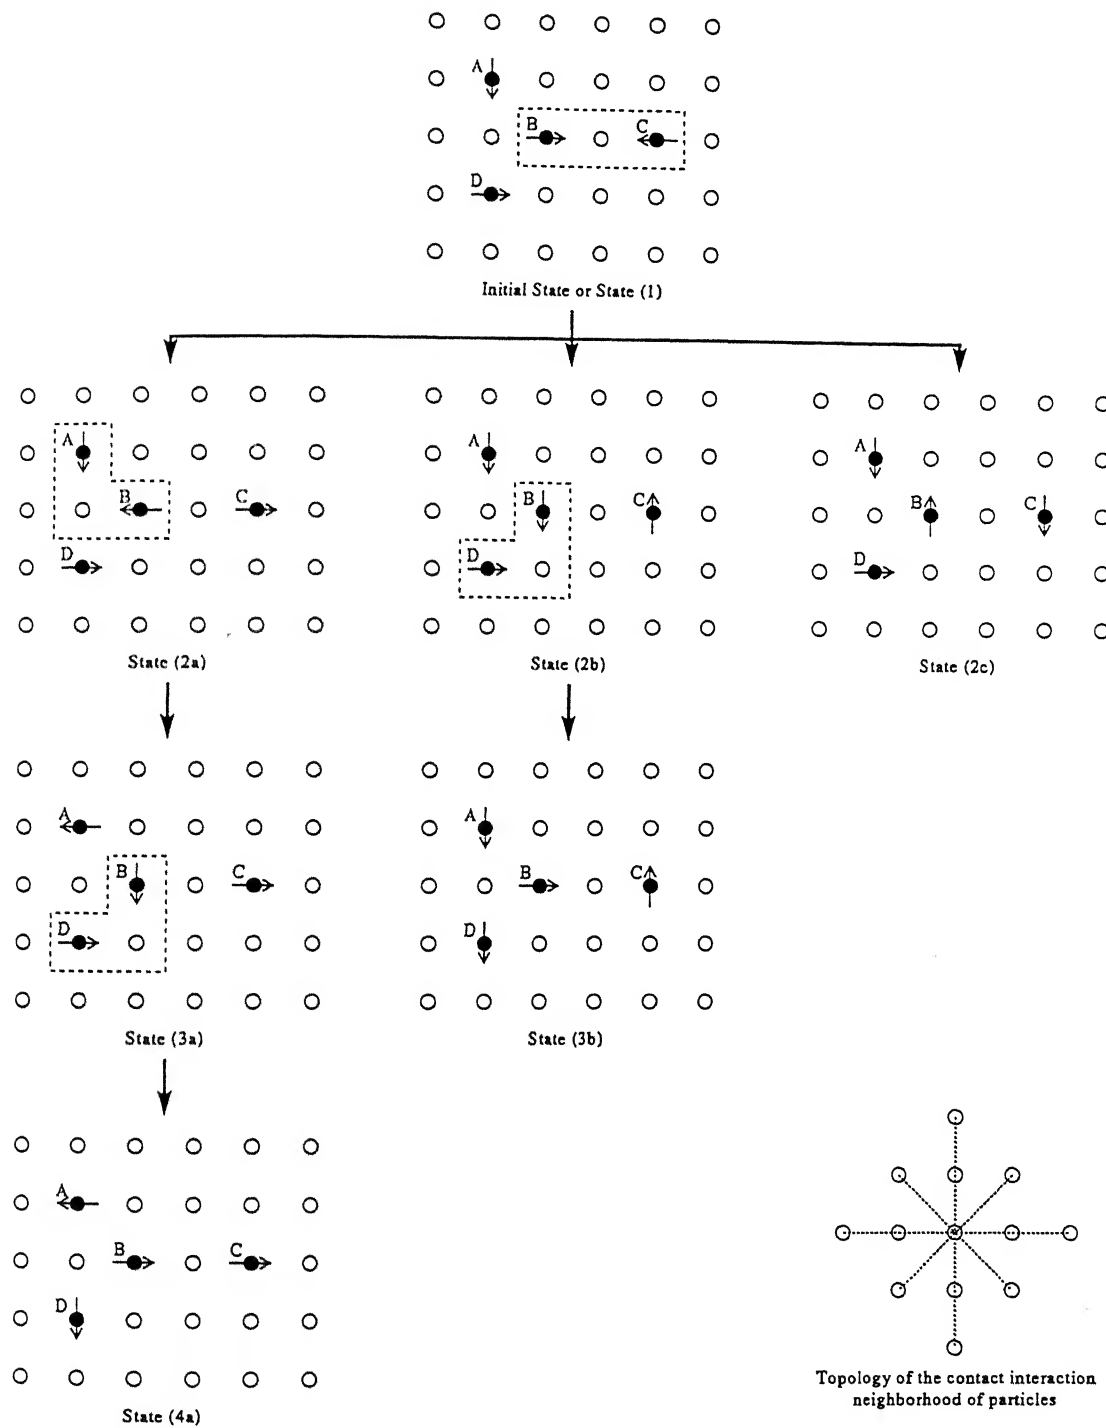 A
B C
D
Initial State or State (1)
A
B C
D
State (2a)
A
B C
D
State (2b)
A
B C
D
State (2c)
A
B C
D
State (3a)
A
B C
D
State (3b)
A
B C
D
State (4a)
Topology of the contact interaction
neighborhood of particles